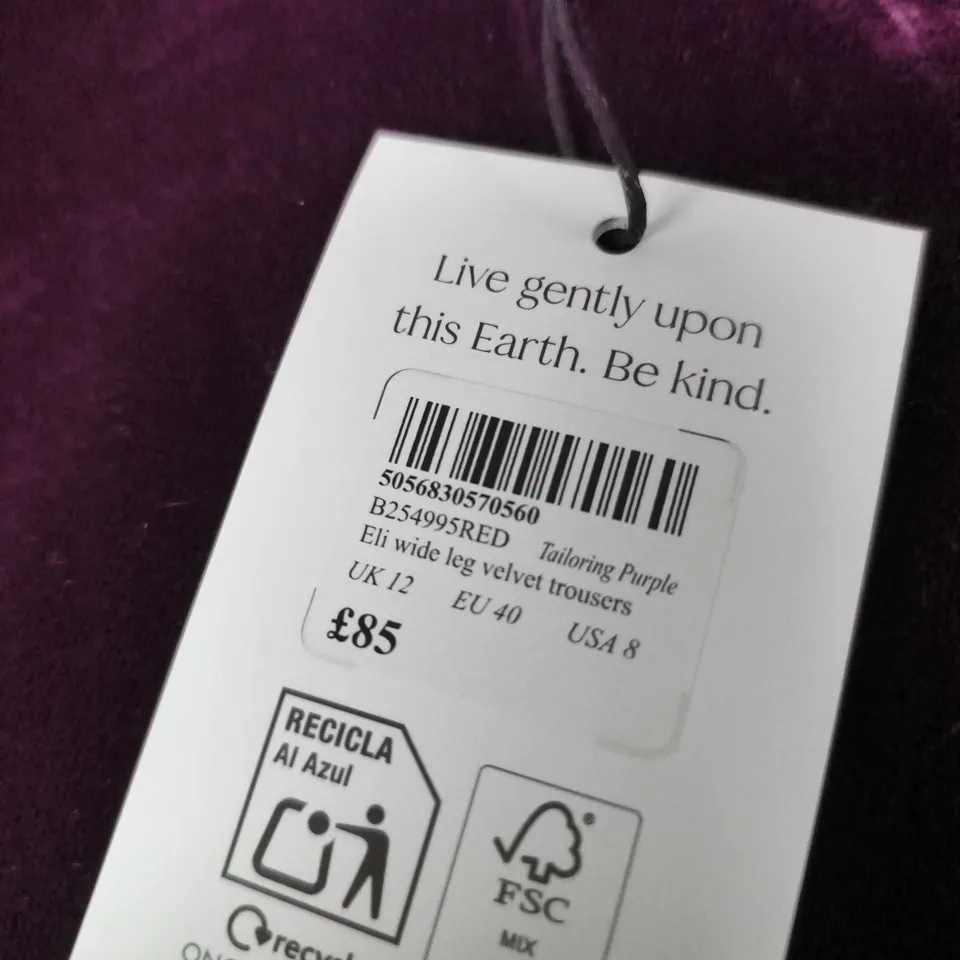 Live gently upon
this Earth. Be kind.
5056830570560
B254995RED Tailoring Purple
Eli wide leg velvet trousers
UK 12 EU 40 USA 8
£85
RECICLA
Al Azul
FSC
MIX